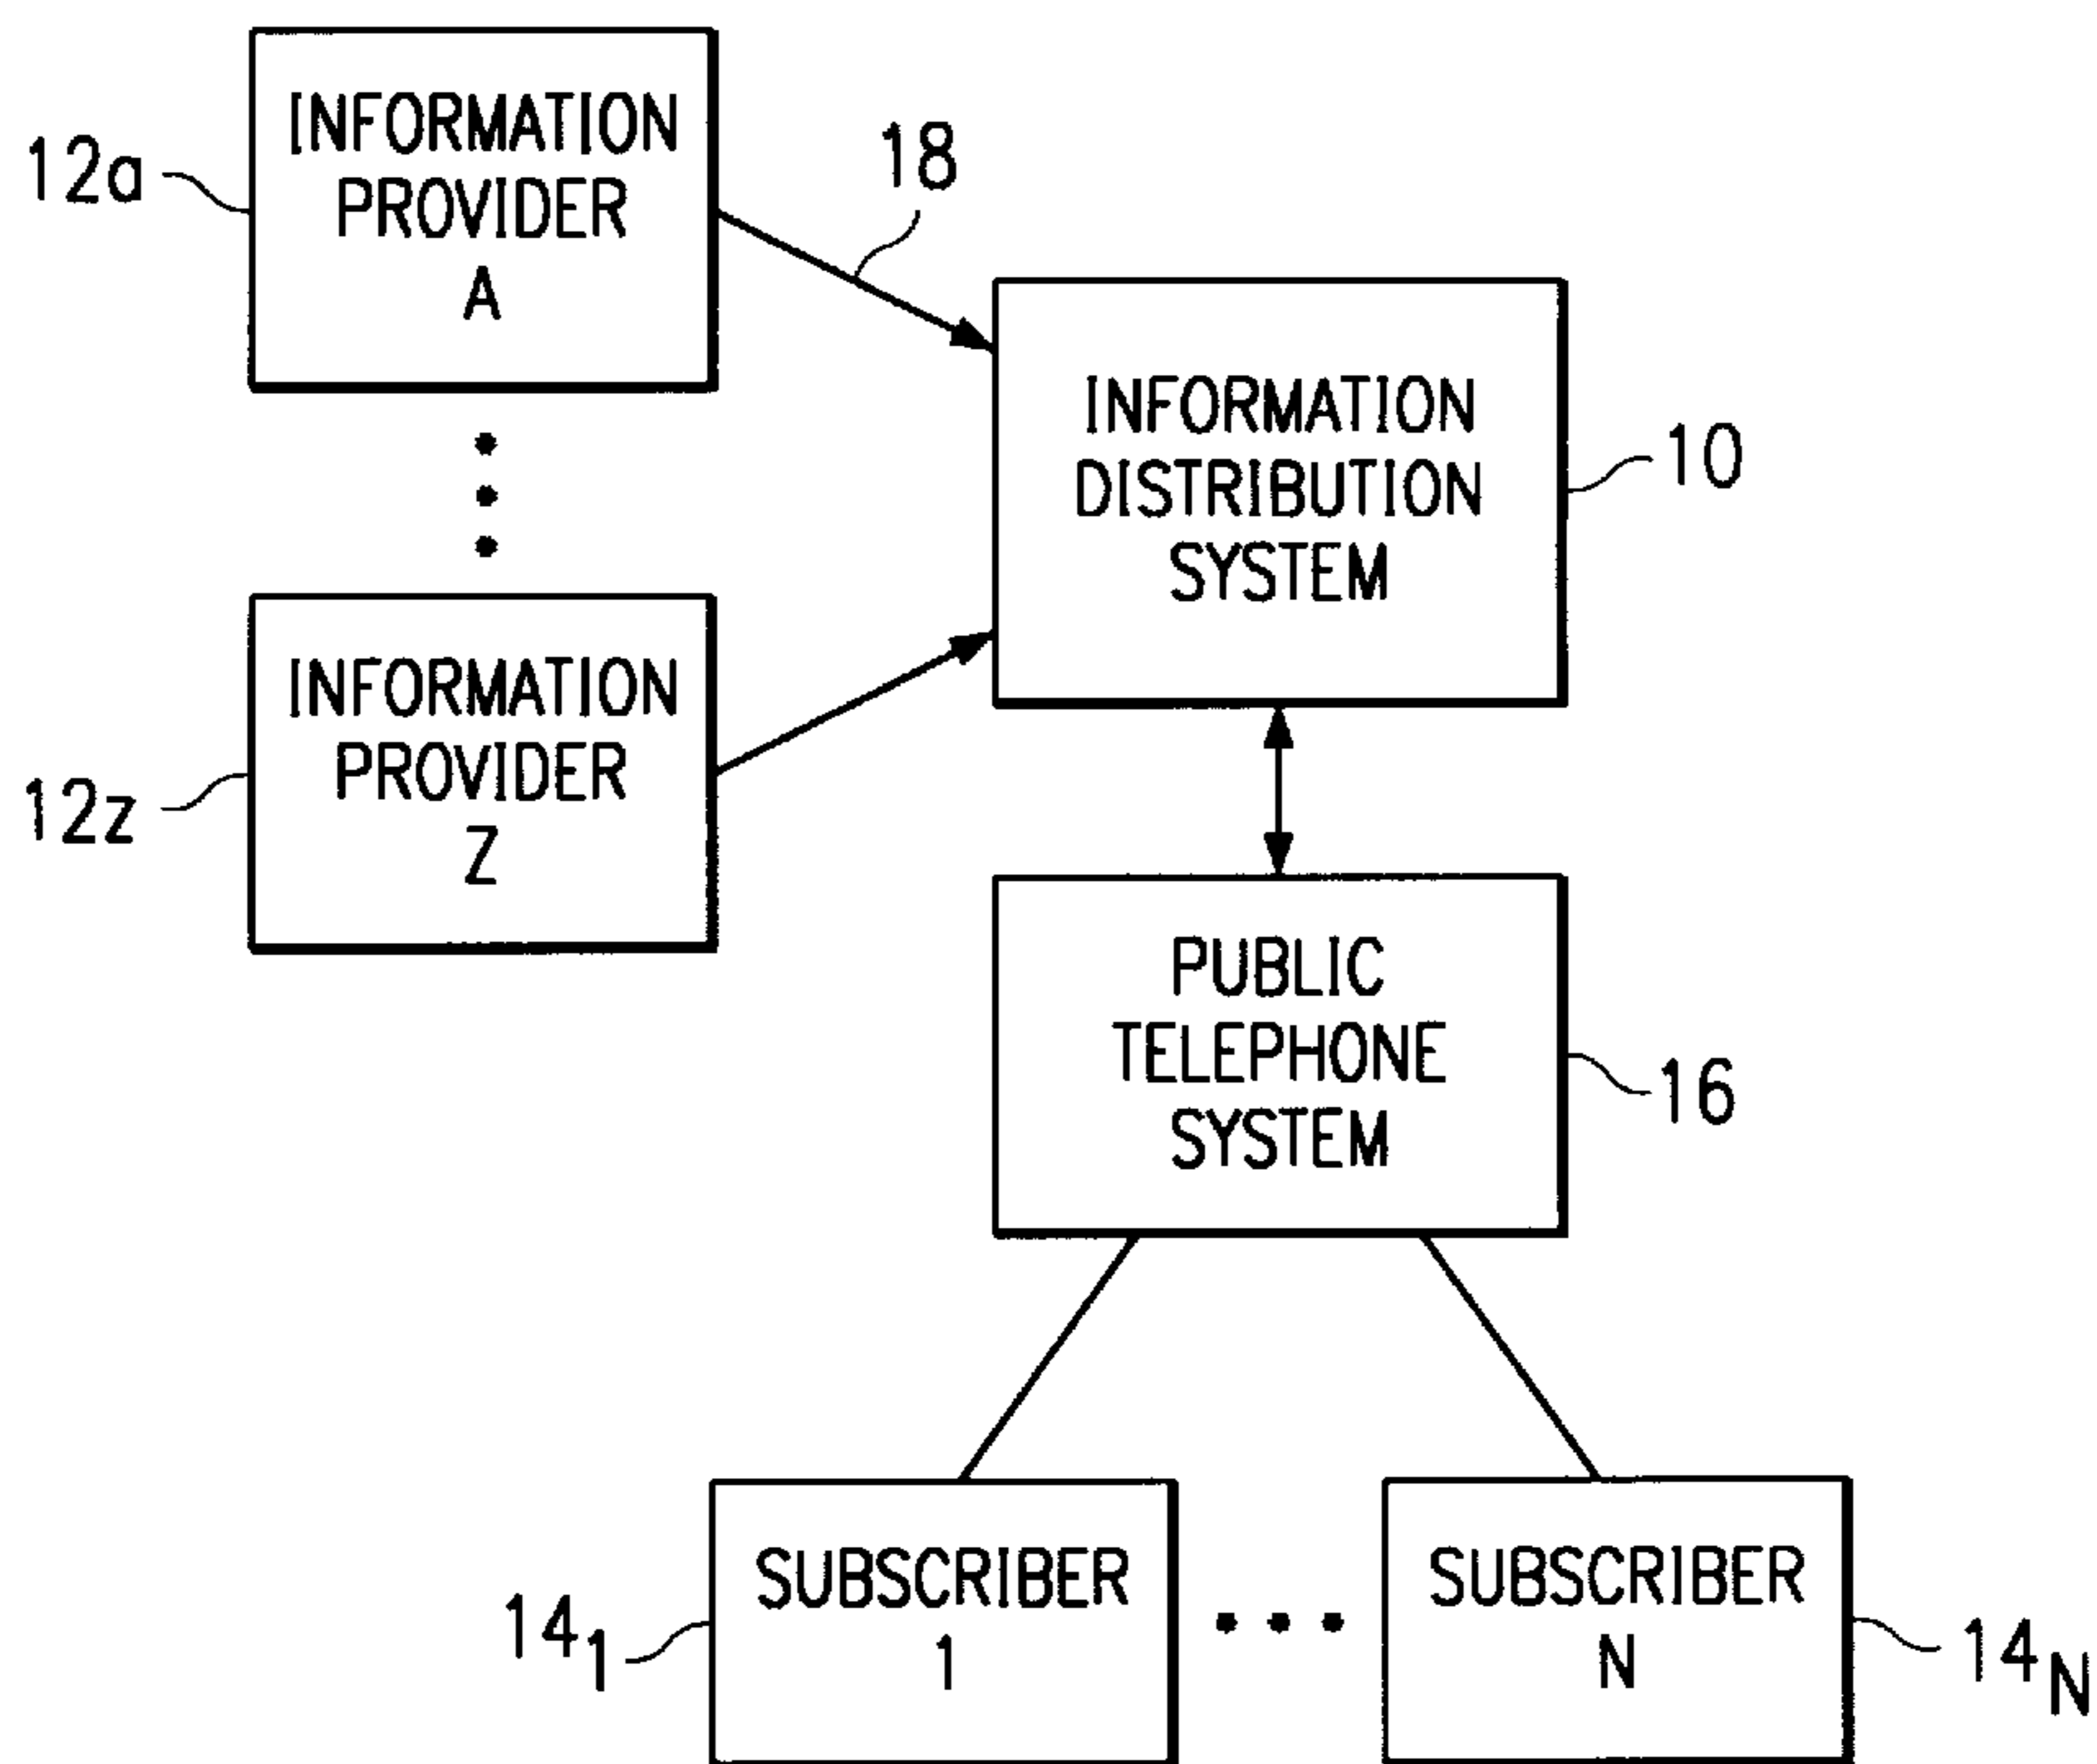 INFORMATION
PROVIDER
A
12a
18
INFORMATION
DISTRIBUTION
SYSTEM
10
INFORMATION
PROVIDER
Z
12z
PUBLIC
TELEPHONE
SYSTEM
16
SUBSCRIBER
1
14₁
SUBSCRIBER
N
14N